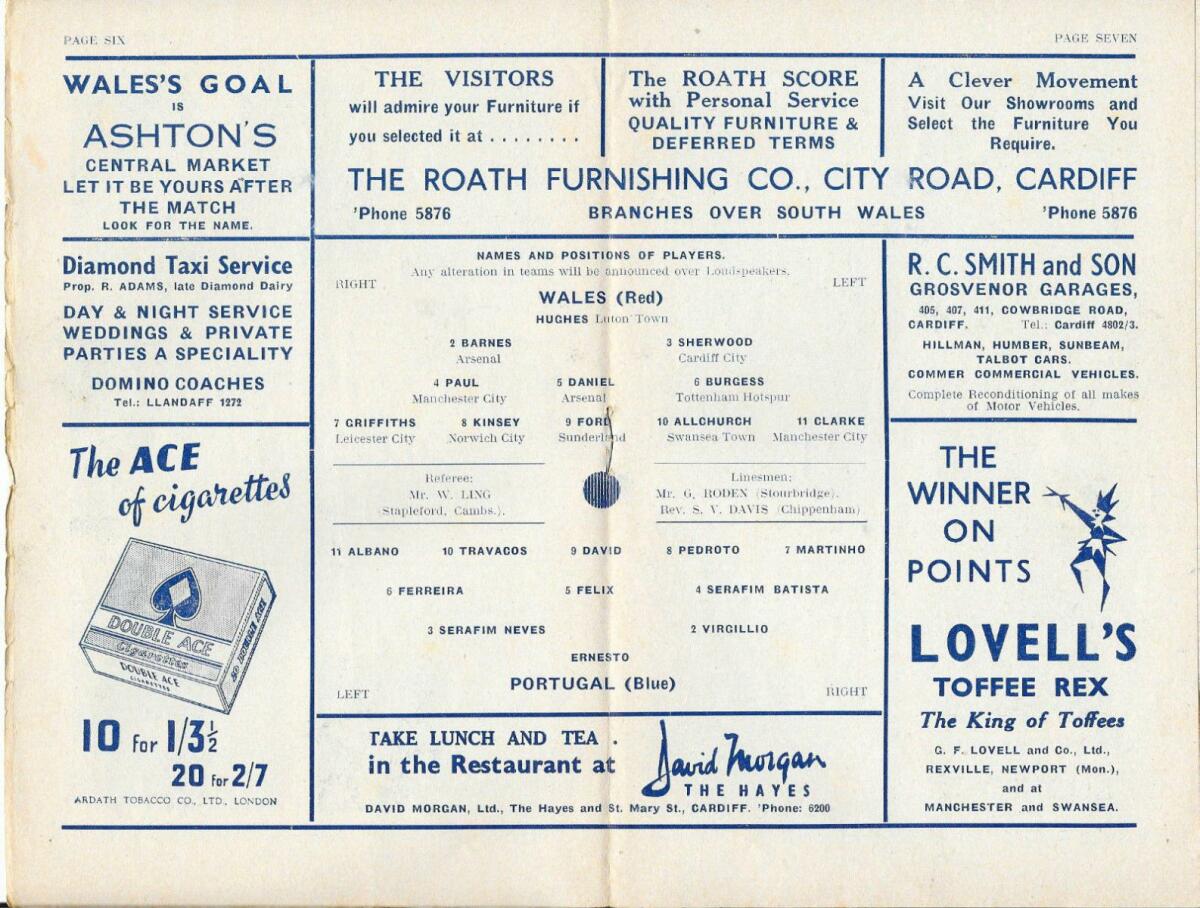 PAGE SIX
PAGE SEVEN
WALES'S GOAL
IS
ASHTON'S
CENTRAL MARKET
LET IT BE YOURS AFTER
THE MATCH
LOOK FOR THE NAME.
THE VISITORS
will admire your Furniture if
you selected it at ........
The ROATH SCORE
with Personal Service
QUALITY FURNITURE &
DEFERRED TERMS
A Clever Movement
Visit Our Showrooms and
Select the Furniture You
Require.
THE ROATH FURNISHING CO., CITY ROAD, CARDIFF
'Phone 5876 BRANCHES OVER SOUTH WALES 'Phone 5876
Diamond Taxi Service
Prop. R. ADAMS, late Diamond Dairy
DAY & NIGHT SERVICE
WEDDINGS & PRIVATE
PARTIES A SPECIALITY
DOMINO COACHES
Tel.: LLANDAFF 1272
The ACE
of cigarettes
DOUBLE ACE
Cigarettes
DOUBLE ACE
CIGARETTES
50 DOUBLE ACE
10 for 1/3½
20 for 2/7
ARDATH TOBACCO CO., LTD., LONDON
NAMES AND POSITIONS OF PLAYERS.
Any alteration in teams will be announced over Loud-speakers.
RIGHT LEFT
WALES (Red)
HUGHES Luton Town
2 BARNES 3 SHERWOOD
Arsenal Cardiff City
4 PAUL 5 DANIEL 6 BURGESS
Manchester City Arsenal Tottenham Hotspur
7 GRIFFITHS 8 KINSEY 9 FORD 10 ALLCHURCH 11 CLARKE
Leicester City Norwich City Sunderland Swansea Town Manchester City
Referee:
Mr. W. LING
(Stapleford, Cambs.).
Linesmen:
Mr. G. RODEN (Stourbridge).
Rev. S. V. DAVIS (Chippenham)
11 ALBANO 10 TRAVACOS 9 DAVID 8 PEDROTO 7 MARTINHO
6 FERREIRA 5 FELIX 4 SERAFIM BATISTA
3 SERAFIM NEVES 2 VIRGILLIO
ERNESTO
PORTUGAL (Blue)
LEFT RIGHT
TAKE LUNCH AND TEA .
in the Restaurant at
David Morgan
THE HAYES
DAVID MORGAN, Ltd., The Hayes and St. Mary St., CARDIFF. 'Phone: 6200
R. C. SMITH and SON
GROSVENOR GARAGES,
405, 407, 411, COWBRIDGE ROAD,
CARDIFF. Tel.: Cardiff 4802/3.
HILLMAN, HUMBER, SUNBEAM,
TALBOT CARS.
COMMER COMMERCIAL VEHICLES.
Complete Reconditioning of all makes
of Motor Vehicles.
THE
WINNER
ON
POINTS
LOVELL'S
TOFFEE REX
The King of Toffees
G. F. LOVELL and Co., Ltd.,
REXVILLE, NEWPORT (Mon.),
and at
MANCHESTER and SWANSEA.